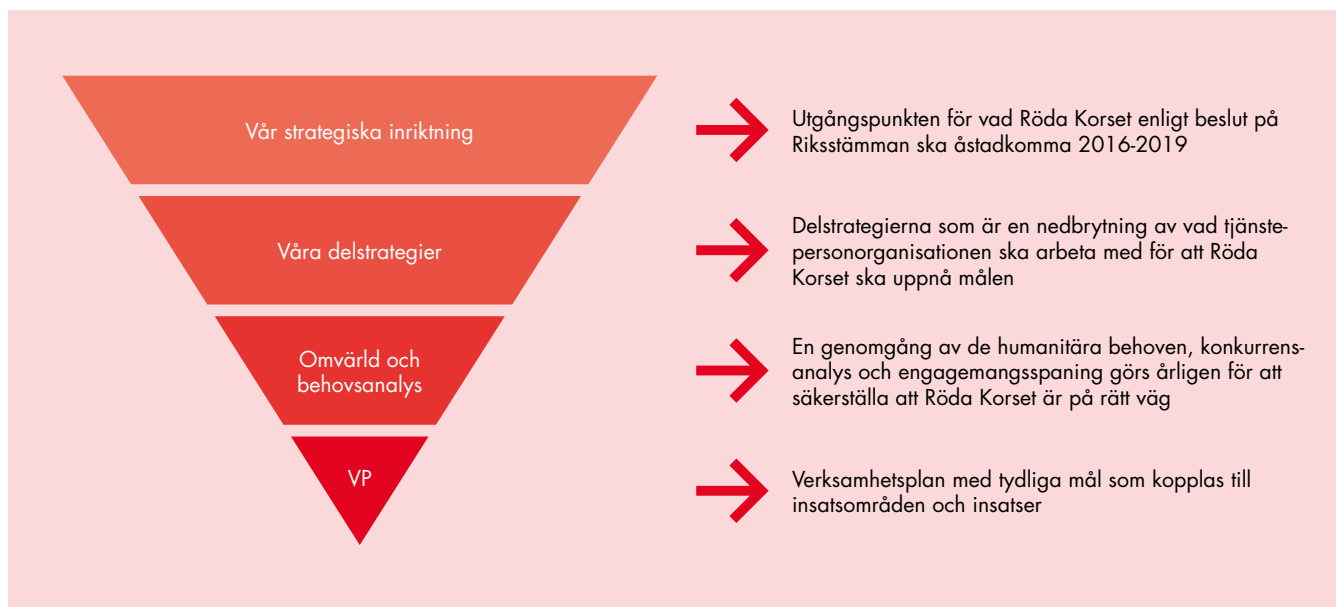 Vår strategiska inriktning
Utgångspunkten för vad Röda Korset enligt beslut på
Riksstämman ska åstadkomma 2016-2019
Våra delstrategier
Delstrategierna som är en nedbrytning av vad tjänste-
personorganisationen ska arbeta med för att Röda
Korset ska uppnå målen
Omvärld och
behovsanalys
En genomgång av de humanitära behoven, konkurrens-
analys och engagemangsspaning görs årligen för att
säkerställa att Röda Korset är på rätt väg
VP
Verksamhetsplan med tydliga mål som kopplas till
insatsområden och insatser